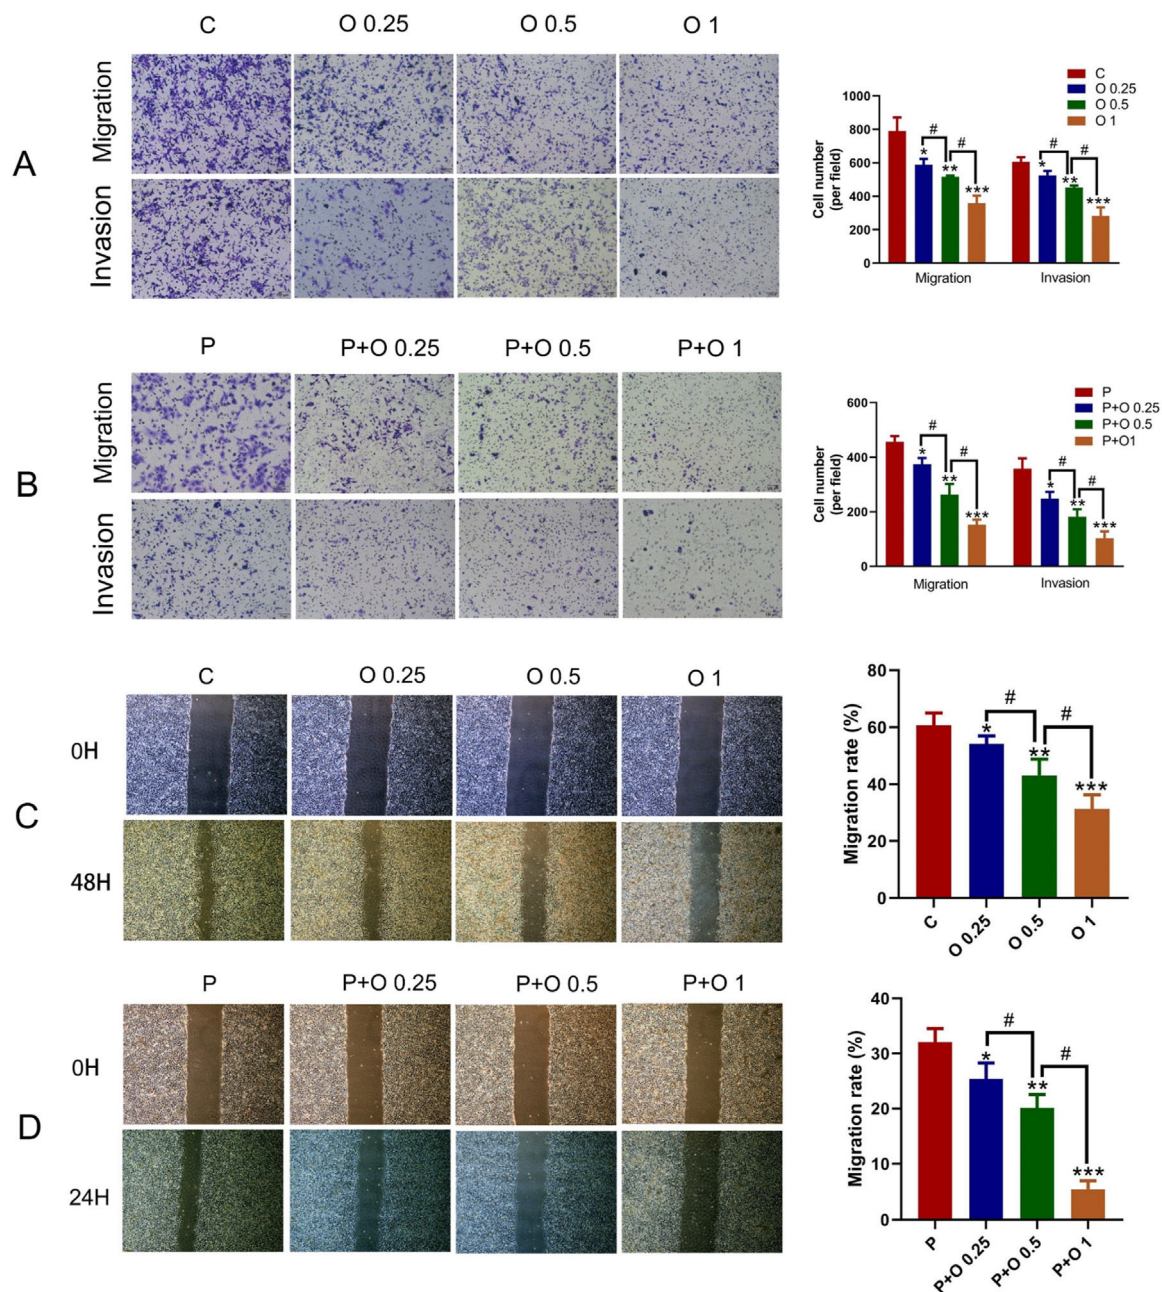 C O 0.25 O 0.5 O 1
A
Migration
Invasion
C
O 0.25
O 0.5
O 1
1000
800
600
400
200
0
Cell number
(per field)
# #
* ** ***
# #
* ** ***
Migration Invasion
P P+O 0.25 P+O 0.5 P+O 1
B
Migration
Invasion
P
P+O 0.25
P+O 0.5
P+O1
600
400
200
0
Cell number
(per field)
# #
* ** ***
# #
* ** ***
Migration Invasion
C O 0.25 O 0.5 O 1
C
0H
48H
80
60
40
20
0
Migration rate (%)
# #
* ** ***
C O 0.25 O 0.5 O 1
P P+O 0.25 P+O 0.5 P+O 1
D
0H
24H
40
30
20
10
0
Migration rate (%)
# #
* ** ***
P P+O 0.25 P+O 0.5 P+O 1